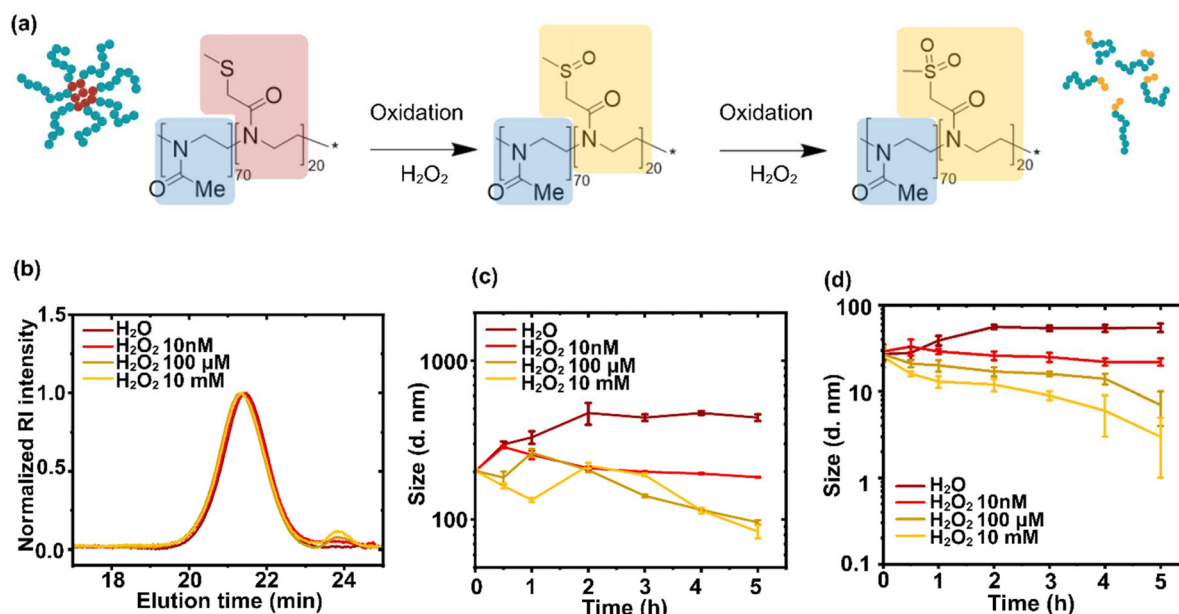 (a)
S
O
N
70
N
O
Me
20
*
Oxidation
H₂O₂
S
O
O
N
70
N
O
Me
20
*
Oxidation
H₂O₂
O
S
O
O
N
70
N
O
Me
20
*
(b)
Normalized RI intensity
1.5
1.0
0.5
0.0
H₂O
H₂O₂ 10nM
H₂O₂ 100 µM
H₂O₂ 10 mM
18 20 22 24
Elution time (min)
(c)
Size (d. nm)
1000
100
H₂O
H₂O₂ 10nM
H₂O₂ 100 µM
H₂O₂ 10 mM
0 1 2 3 4 5
Time (h)
(d)
Size (d. nm)
100
10
1
0.1
H₂O
H₂O₂ 10nM
H₂O₂ 100 µM
H₂O₂ 10 mM
0 1 2 3 4 5
Time (h)